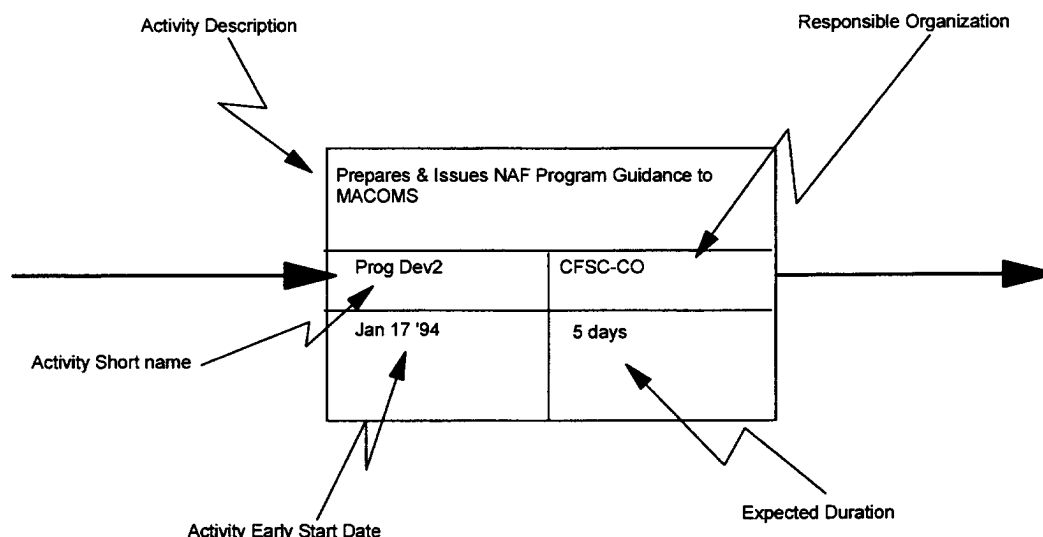 Activity Description
Responsible Organization
Prepares & Issues NAF Program Guidance to
MACOMS
Prog Dev2
CFSC-CO
Jan 17 '94
5 days
Activity Short name
Expected Duration
Activity Early Start Date